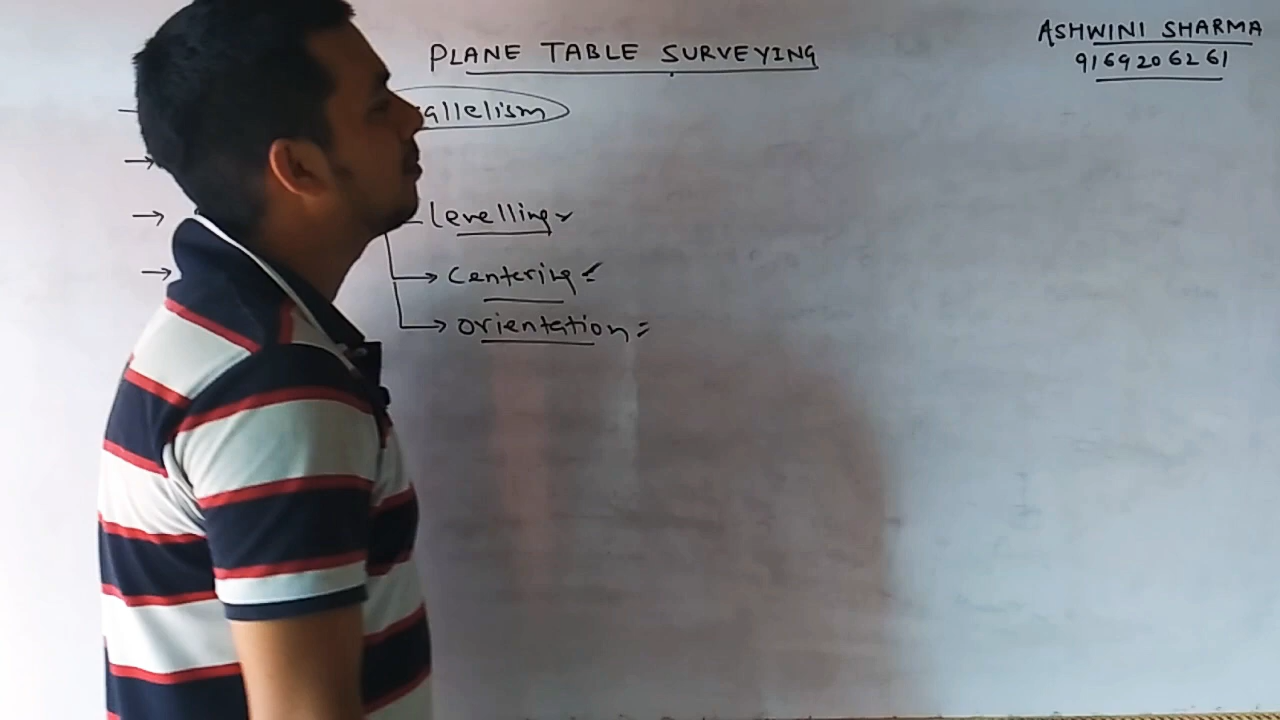 PLANE TABLE SURVEYING
ASHWINI SHARMA
9169206261
allelism
→
→ levelling
→ Centering
→ orientation